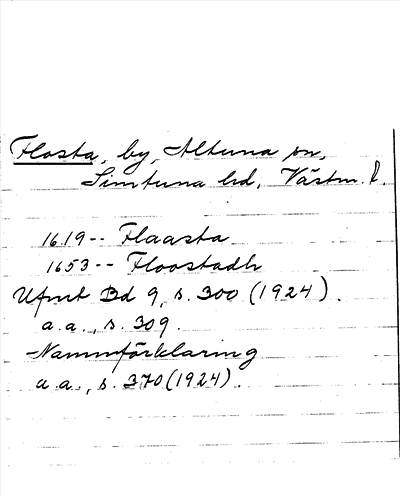 Flosta, by, Altuna sn,
Simtuna hd, Västm. l.
1619-- Flaasta
1653-- Floostadh
Ufmt Bd 9, s. 300 (1924).
a.a., s. 309.
Namnförklaring
a.a., s. 370 (1924).